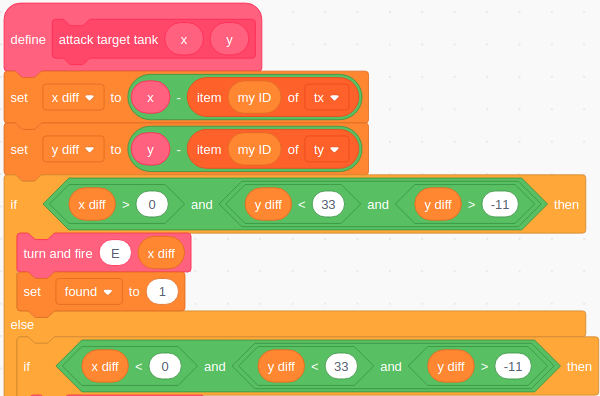 define attack target tank x y
set x diff to x - item my ID of tx
set y diff to y - item my ID of ty
if x diff > 0 and y diff < 33 and y diff > -11 then
turn and fire E x diff
set found to 1
else
if x diff < 0 and y diff < 33 and y diff > -11 then